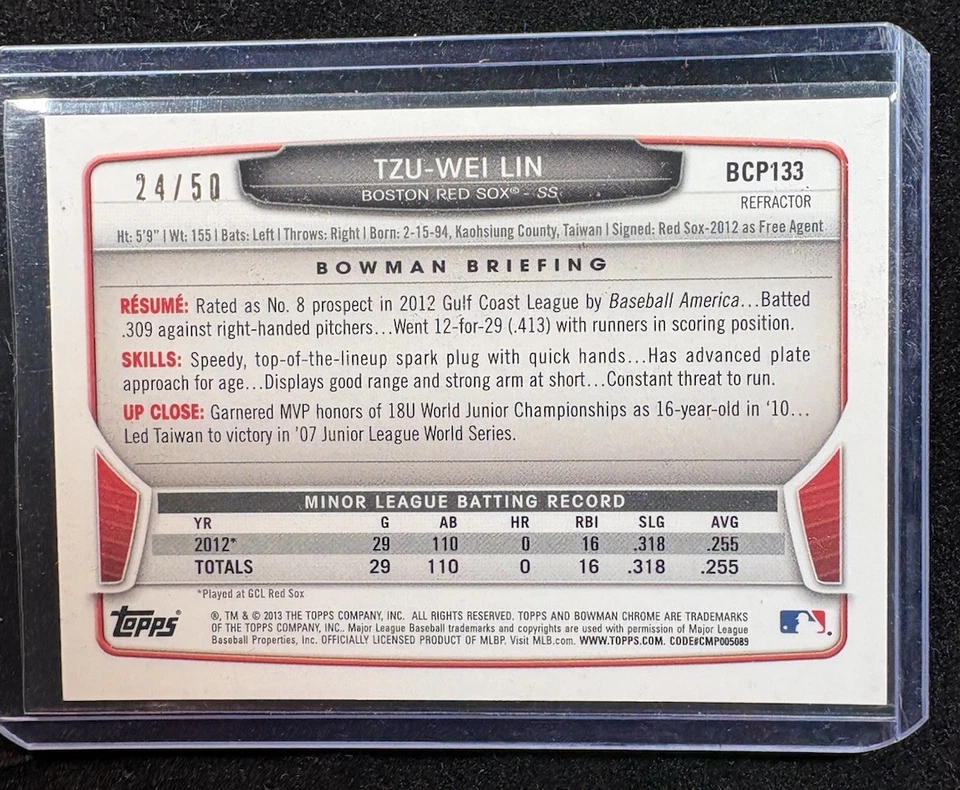 24/50
TZU-WEI LIN
BOSTON RED SOX® - SS
BCP133
REFRACTOR
Ht: 5'9" | Wt: 155 | Bats: Left | Throws: Right | Born: 2-15-94, Kaohsiung County, Taiwan | Signed: Red Sox-2012 as Free Agent
BOWMAN BRIEFING
RÉSUMÉ: Rated as No. 8 prospect in 2012 Gulf Coast League by Baseball America...Batted
.309 against right-handed pitchers...Went 12-for-29 (.413) with runners in scoring position.
SKILLS: Speedy, top-of-the-lineup spark plug with quick hands...Has advanced plate
approach for age...Displays good range and strong arm at short...Constant threat to run.
UP CLOSE: Garnered MVP honors of 18U World Junior Championships as 16-year-old in '10...
Led Taiwan to victory in '07 Junior League World Series.
MINOR LEAGUE BATTING RECORD
YR G AB HR RBI SLG AVG
2012* 29 110 0 16 .318 .255
TOTALS 29 110 0 16 .318 .255
*Played at GCL Red Sox
Topps®
®, TM & © 2013 THE TOPPS COMPANY, INC. ALL RIGHTS RESERVED. TOPPS AND BOWMAN CHROME ARE TRADEMARKS
OF THE TOPPS COMPANY, INC.. Major League Baseball trademarks and copyrights are used with permission of Major League
Baseball Properties, Inc. OFFICIALLY LICENSED PRODUCT OF MLBP. Visit MLB.com. WWW.TOPPS.COM. CODE#CMP005089